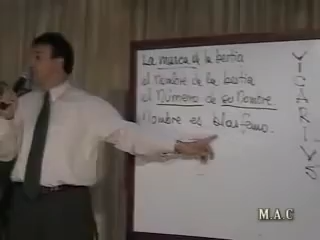 La marca de la bestia
el nombre de la bestia
el Número de su Nombre.
Nombre es blasfemo.
VICARIVS
M.A.C